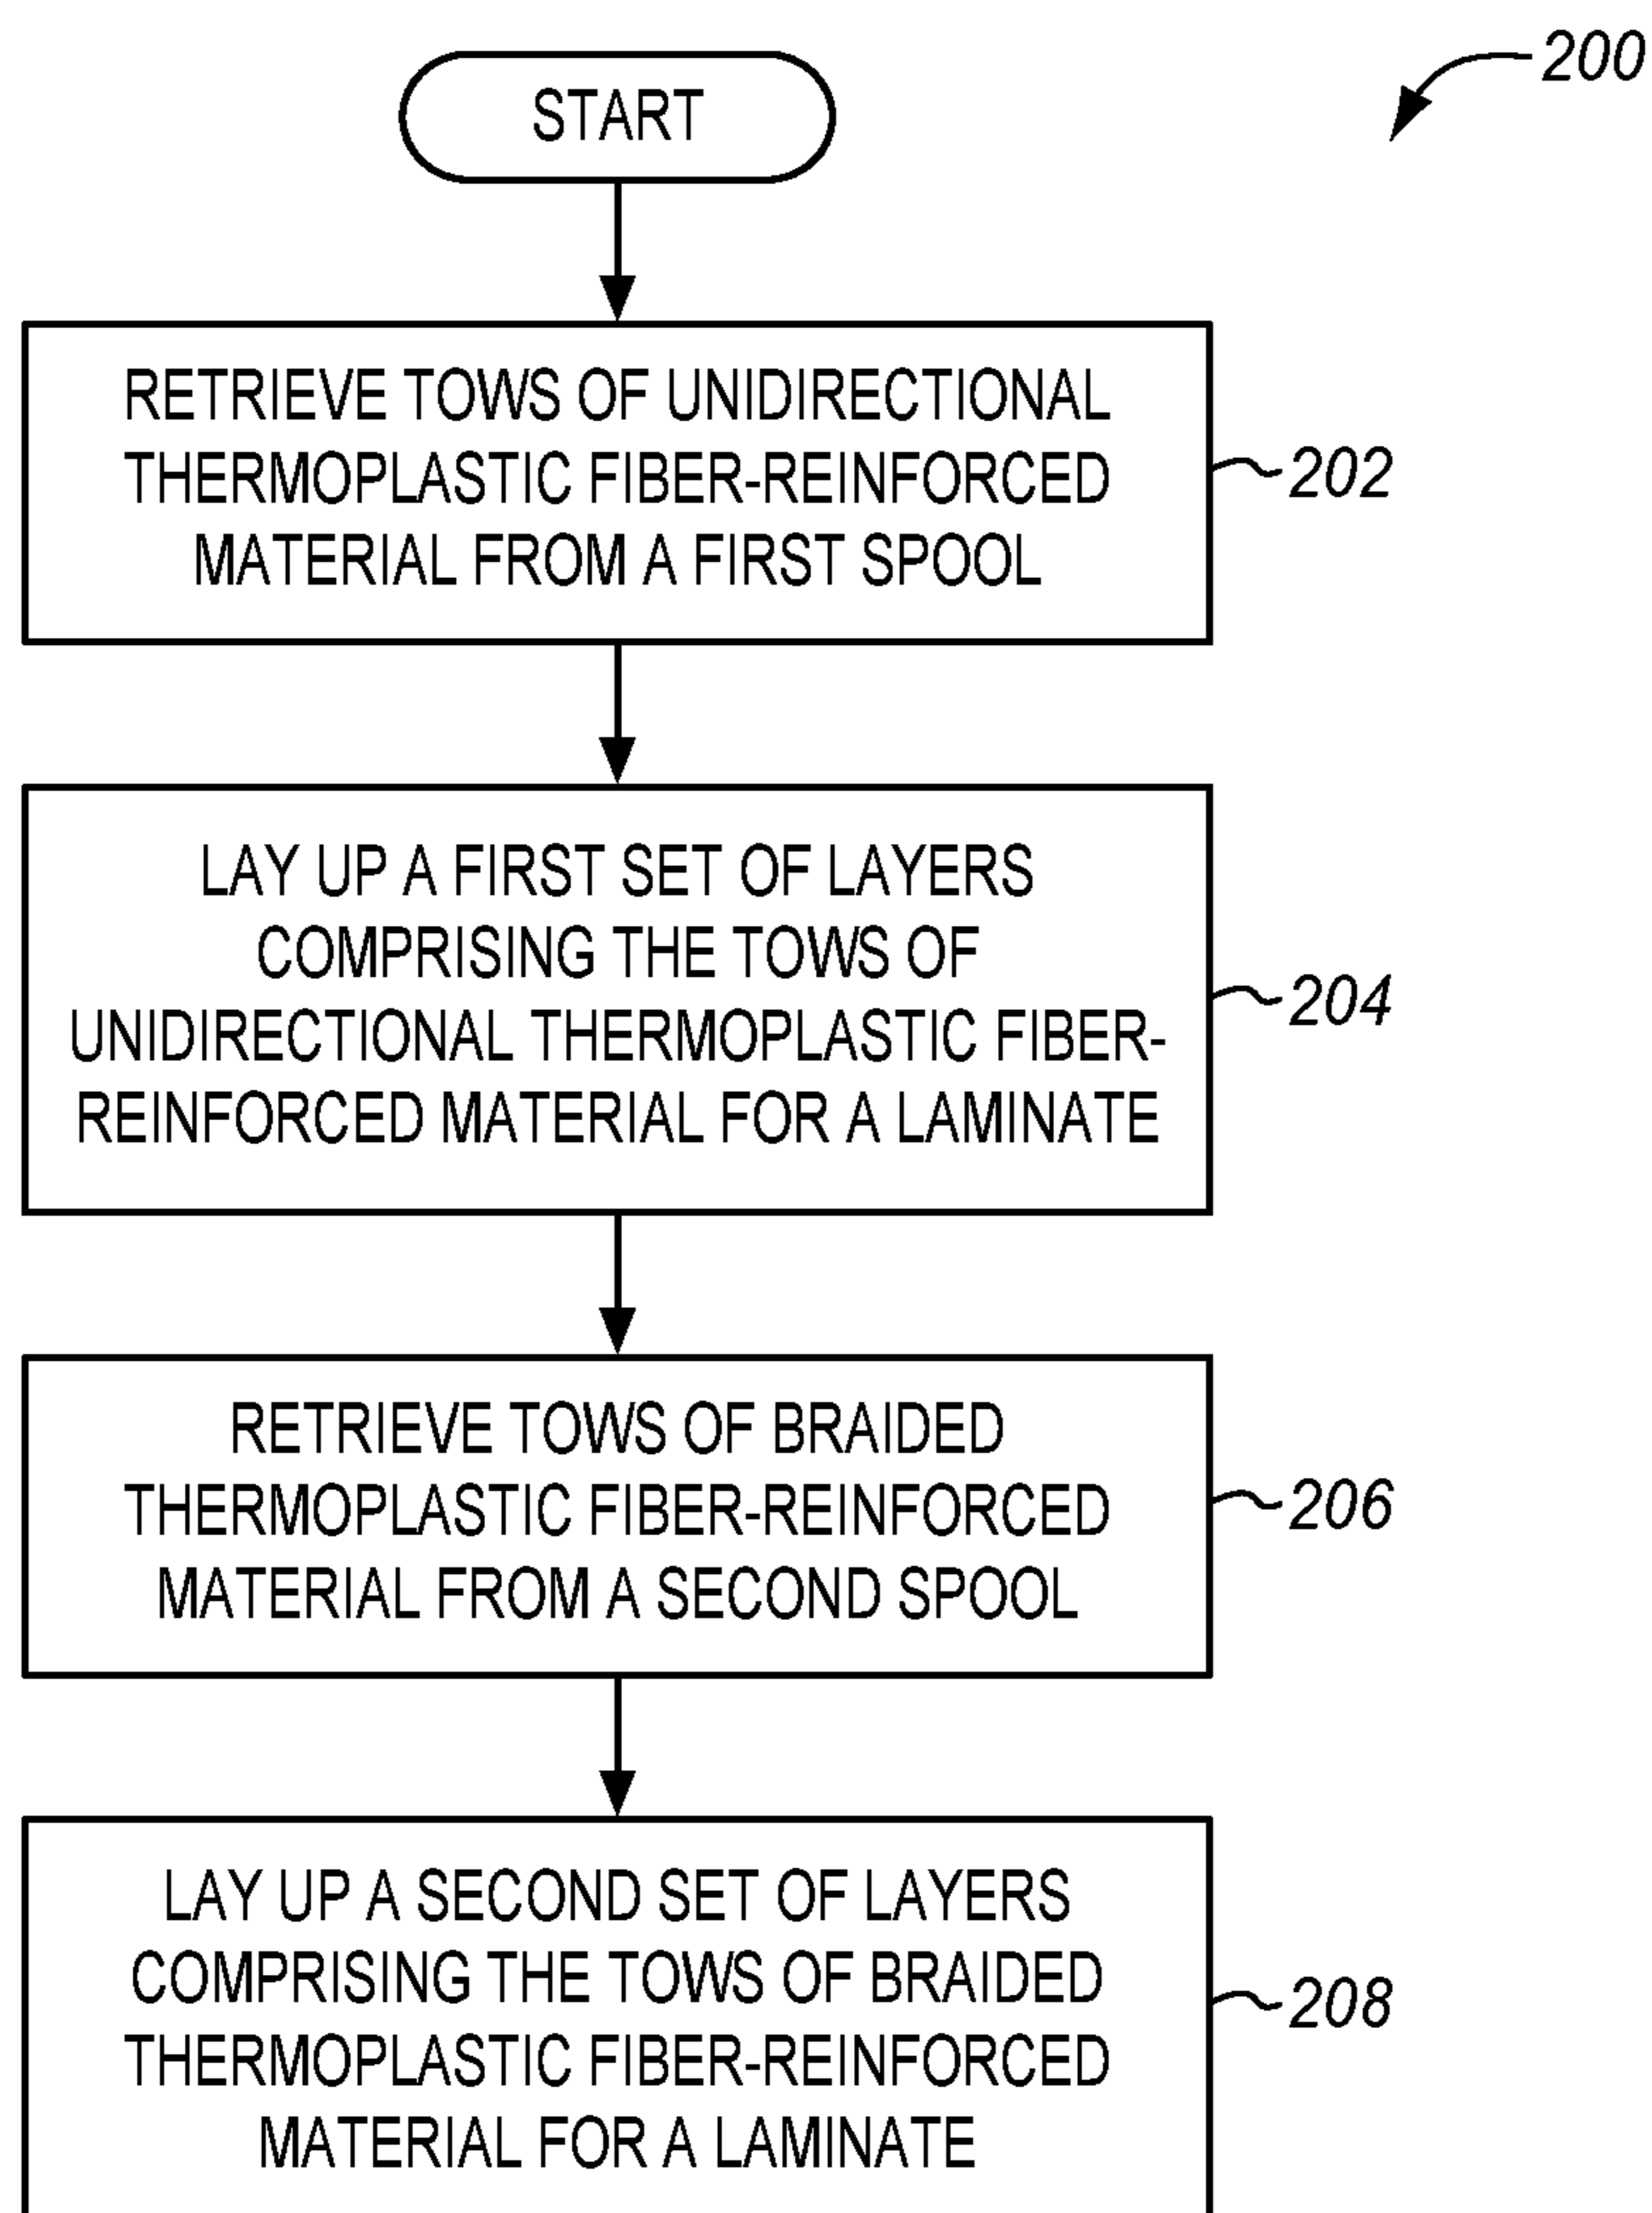 200
START
RETRIEVE TOWS OF UNIDIRECTIONAL
THERMOPLASTIC FIBER-REINFORCED
MATERIAL FROM A FIRST SPOOL
202
LAY UP A FIRST SET OF LAYERS
COMPRISING THE TOWS OF
UNIDIRECTIONAL THERMOPLASTIC FIBER-
REINFORCED MATERIAL FOR A LAMINATE
204
RETRIEVE TOWS OF BRAIDED
THERMOPLASTIC FIBER-REINFORCED
MATERIAL FROM A SECOND SPOOL
206
LAY UP A SECOND SET OF LAYERS
COMPRISING THE TOWS OF BRAIDED
THERMOPLASTIC FIBER-REINFORCED
MATERIAL FOR A LAMINATE
208